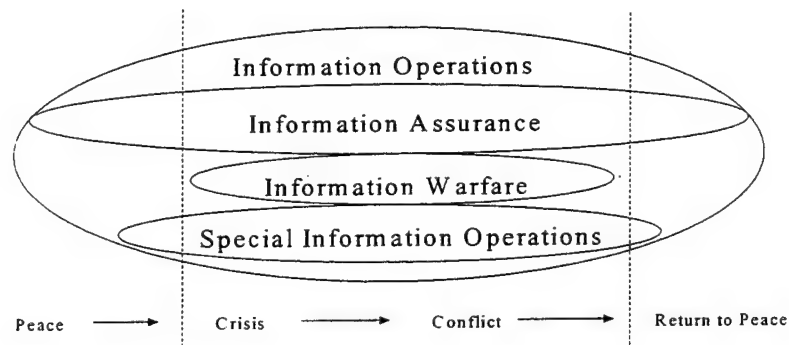 Information Operations
Information Assurance
Information Warfare
Special Information Operations
Peace Crisis Conflict Return to Peace